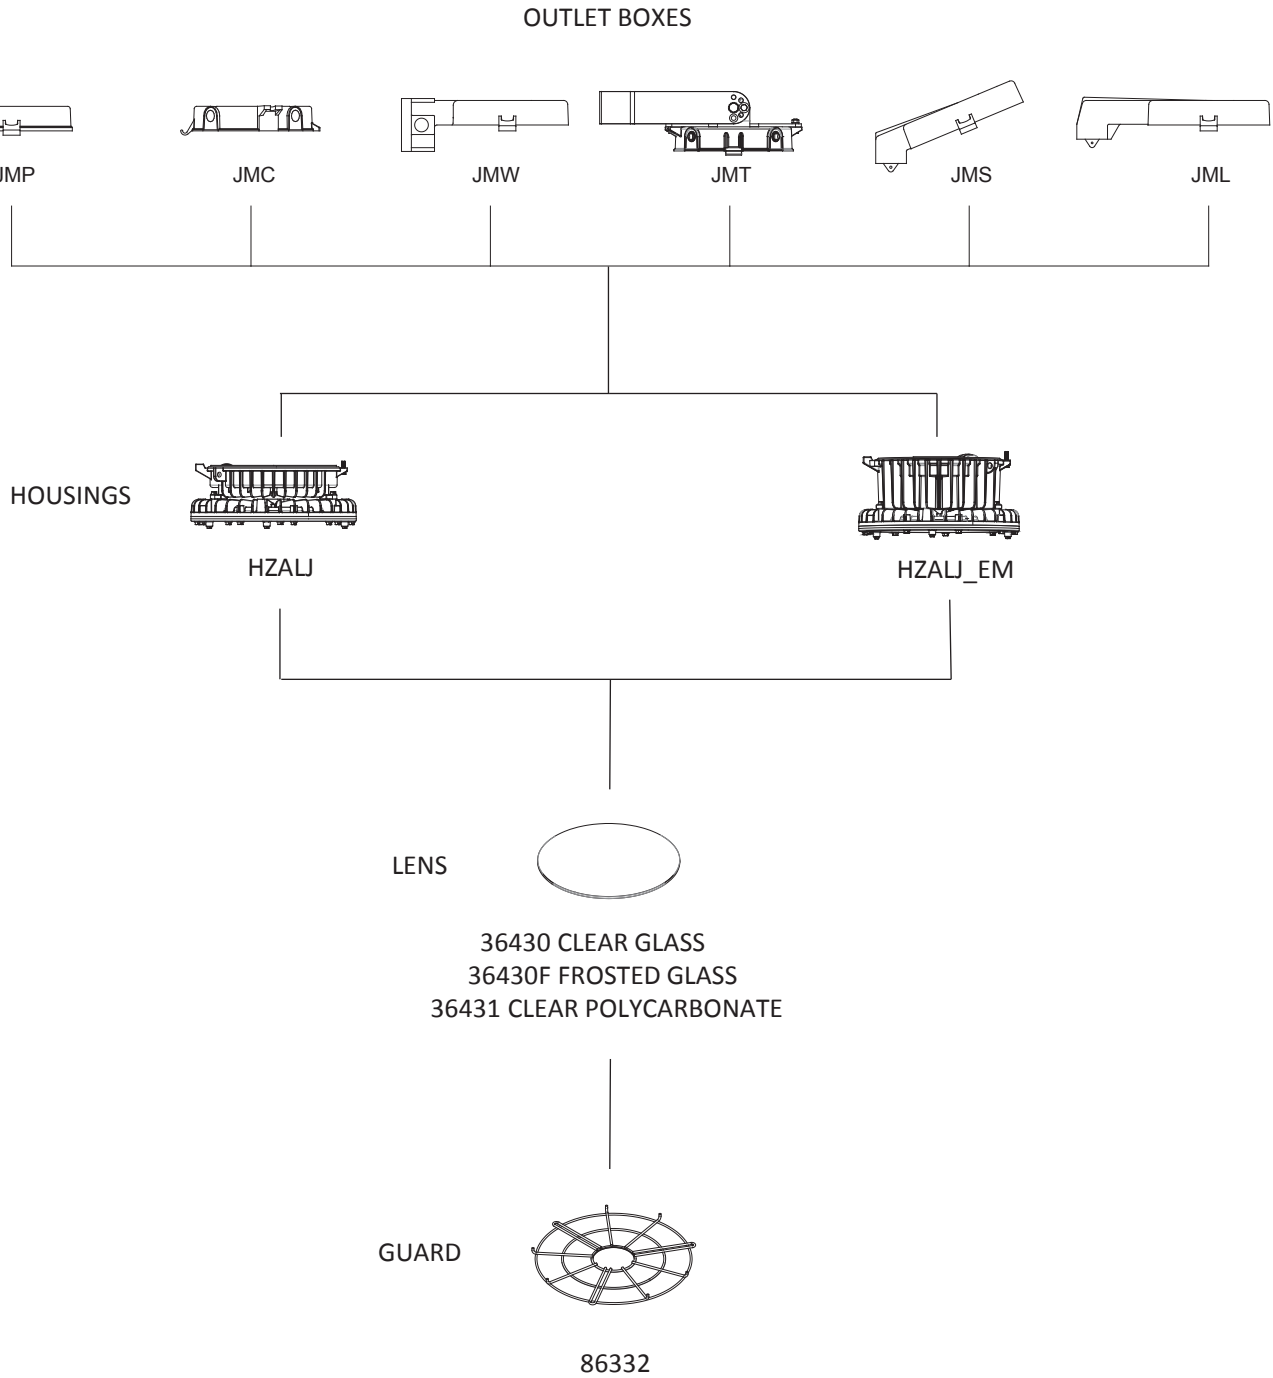 OUTLET BOXES
JMP
JMC
JMW
JMT
JMS
JML
HOUSINGS
HZALJ
HZALJ_EM
LENS
36430 CLEAR GLASS
36430F FROSTED GLASS
36431 CLEAR POLYCARBONATE
GUARD
86332